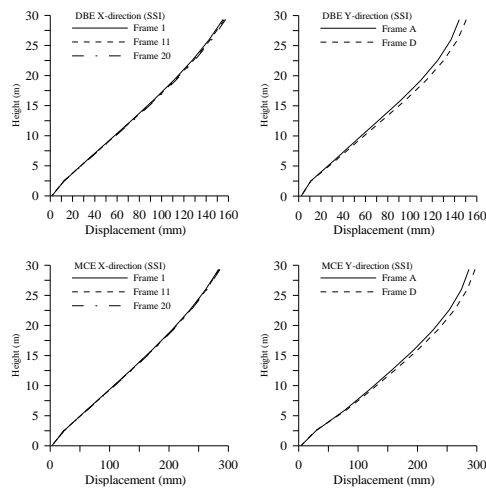 DBE X-direction (SSI)
Frame 1
Frame 11
Frame 20
Height (m)
30
25
20
15
10
5
0
0 20 40 60 80 100 120 140 160
Displacement (mm)
DBE Y-direction (SSI)
Frame A
Frame D
Height (m)
30
25
20
15
10
5
0
0 20 40 60 80 100 120 140 160
Displacement (mm)
MCE X-direction (SSI)
Frame 1
Frame 11
Frame 20
Height (m)
30
25
20
15
10
5
0
0 100 200 300
Displacement (mm)
MCE Y-direction (SSI)
Frame A
Frame D
Height (m)
30
25
20
15
10
5
0
0 100 200 300
Displacement (mm)